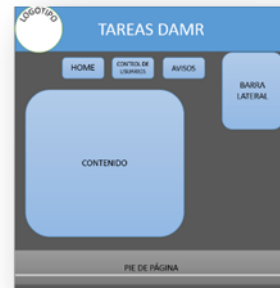 LOGOTIPO
TAREAS DAMR
HOME
CONTROL DE
USUARIOS
AVISOS
BARRA
LATERAL
CONTENIDO
PIE DE PÁGINA